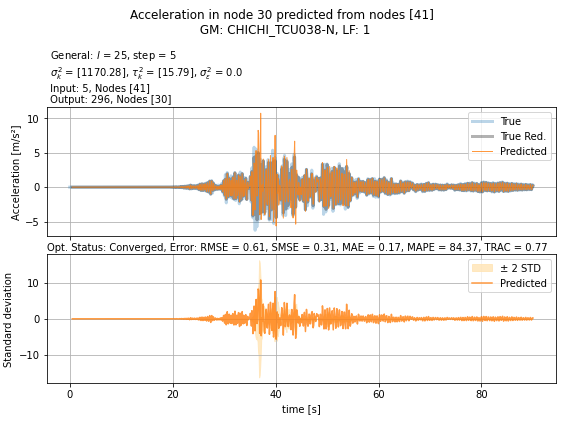 Acceleration in node 30 predicted from nodes [41]
GM: CHICHI_TCU038-N, LF: 1
General: l = 25, step = 5
σ²ₖ = [1170.28], τ²ₖ = [15.79], σ²ε = 0.0
Input: 5, Nodes [41]
Output: 296, Nodes [30]
Acceleration [m/s²]
10
5
0
−5
True
True Red.
Predicted
Opt. Status: Converged, Error: RMSE = 0.61, SMSE = 0.31, MAE = 0.17, MAPE = 84.37, TRAC = 0.77
Standard deviation
10
0
−10
± 2 STD
Predicted
0 20 40 60 80
time [s]